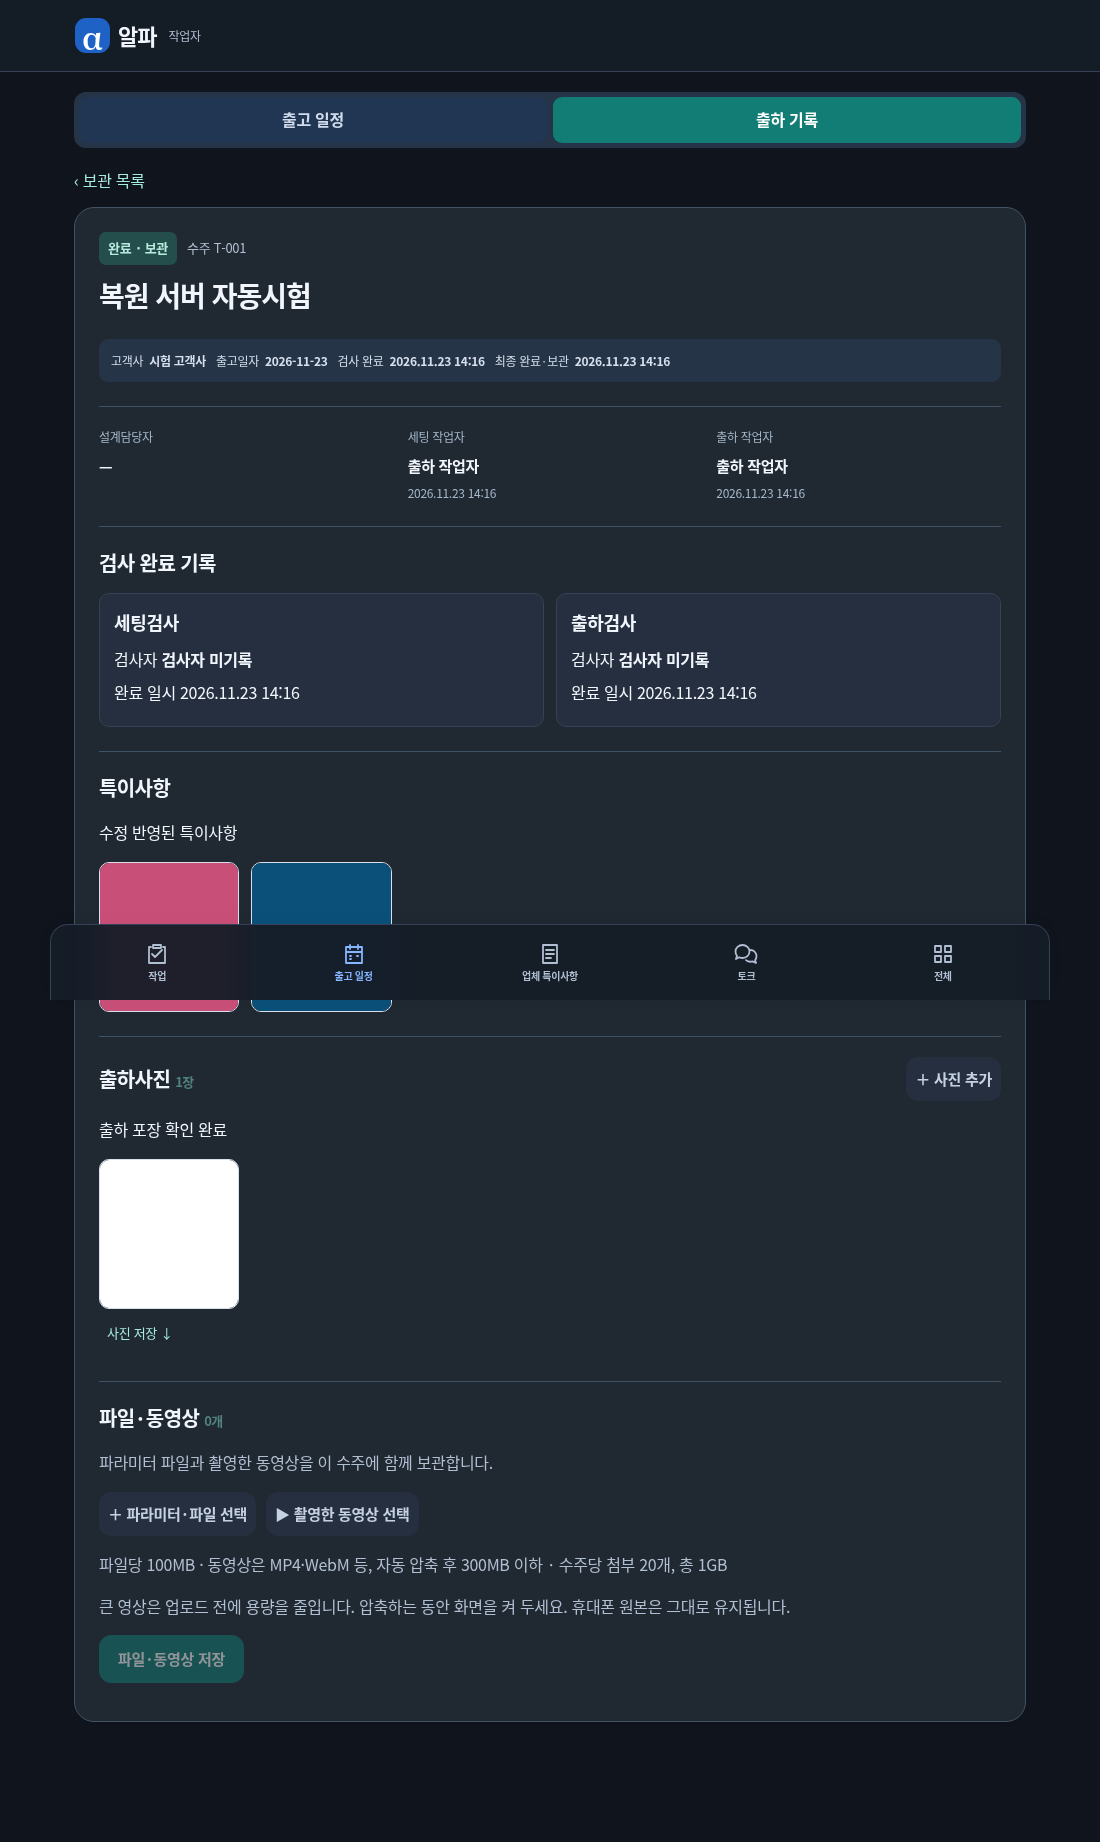 α 알파 작업자
출고 일정 출하 기록
‹ 보관 목록
완료 · 보관 수주 T-001
복원 서버 자동시험
고객사 시험 고객사 출고일자 2026-11-23 검사 완료 2026.11.23 14:16 최종 완료·보관 2026.11.23 14:16
설계담당자 세팅 작업자 출하 작업자
— 출하 작업자 출하 작업자
2026.11.23 14:16 2026.11.23 14:16
검사 완료 기록
세팅검사 출하검사
검사자 검사자 미기록 검사자 검사자 미기록
완료 일시 2026.11.23 14:16 완료 일시 2026.11.23 14:16
특이사항
수정 반영된 특이사항
작업 출고 일정 업체 특이사항 토크 전체
출하사진 1장 + 사진 추가
출하 포장 확인 완료
사진 저장 ↓
파일·동영상 0개
파라미터 파일과 촬영한 동영상을 이 수주에 함께 보관합니다.
+ 파라미터·파일 선택 ▶ 촬영한 동영상 선택
파일당 100MB · 동영상은 MP4·WebM 등, 자동 압축 후 300MB 이하 · 수주당 첨부 20개, 총 1GB
큰 영상은 업로드 전에 용량을 줄입니다. 압축하는 동안 화면을 켜 두세요. 휴대폰 원본은 그대로 유지됩니다.
파일·동영상 저장